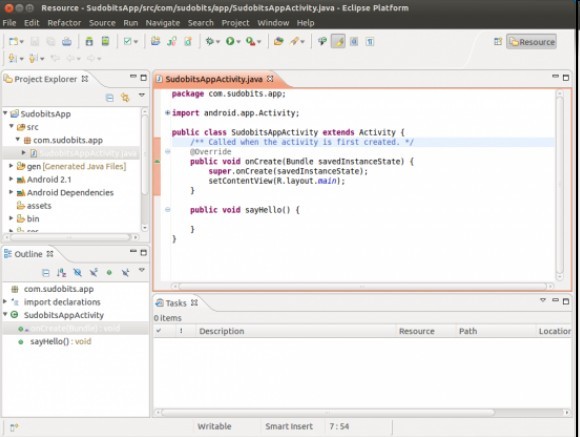 Resource - SudobitsApp/src/com/sudobits/app/SudobitsAppActivity.java - Eclipse Platform
File Edit Refactor Source Run Navigate Search Project Window Help
Resource
Project Explorer
SudobitsApp
src
com.sudobits.app
SudobitsAppActivity.java
gen [Generated Java Files]
Android 2.1
Android Dependencies
assets
bin
SudobitsAppActivity.java
package com.sudobits.app;
import android.app.Activity;
public class SudobitsAppActivity extends Activity {
/** Called when the activity is first created. */
@Override
public void onCreate(Bundle savedInstanceState) {
super.onCreate(savedInstanceState);
setContentView(R.layout.main);
}
public void sayHello() {
}
}
Outline
com.sudobits.app
import declarations
SudobitsAppActivity
onCreate(Bundle) : void
sayHello() : void
Tasks
0 items
! Description Resource Path Location
Writable Smart Insert 7 : 54